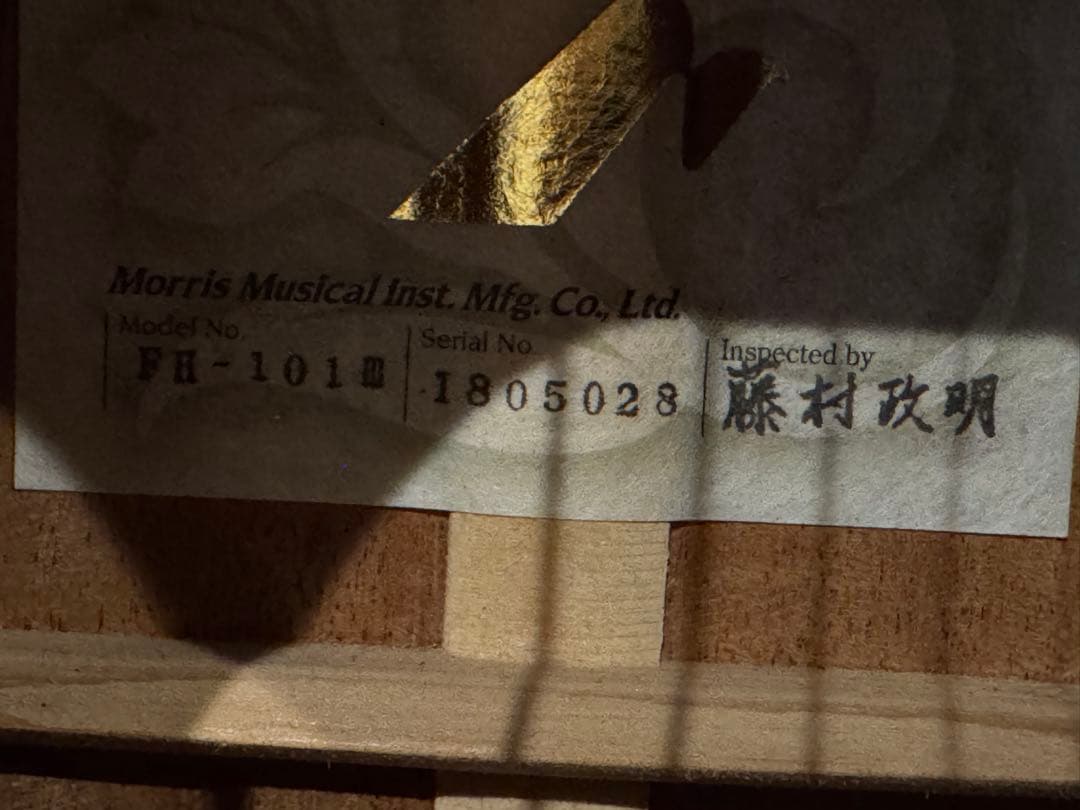 Morris Musical Inst. Mfg. Co., Ltd.
Model No. Serial No. Inspected by
FH-101Ⅲ 1805028 藤村政明